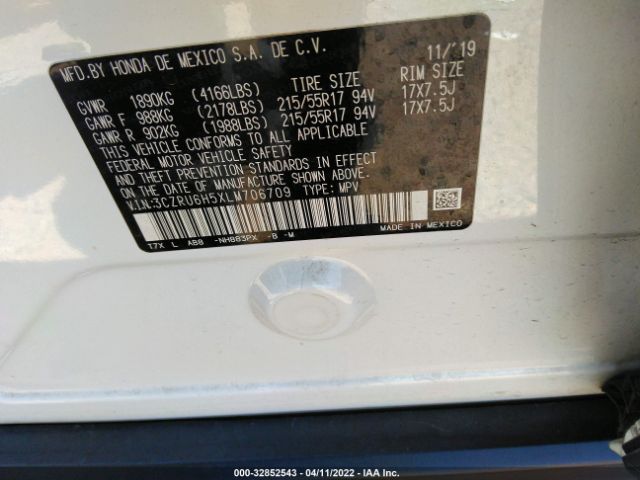 MFD.BY HONDA DE MEXICO S.A. DE C.V. 11/'19
TIRE SIZE RIM SIZE
GVWR 1890KG (4166LBS)
GAWR F 988KG (2178LBS) 215/55R17 94V 17X7.5J
GAWR R 902KG (1988LBS) 215/55R17 94V 17X7.5J
THIS VEHICLE CONFORMS TO ALL APPLICABLE
FEDERAL MOTOR VEHICLE SAFETY
AND THEFT PREVENTION STANDARDS IN EFFECT
ON THE DATE OF MANUFACTURE SHOWN ABOVE.
V.I.N:3CZRU6H5XLM706709 TYPE: MPV
T7X L AB8 -NH883PX -B -M MADE IN MEXICO
000-32852543 - 04/11/2022 - IAA Inc.